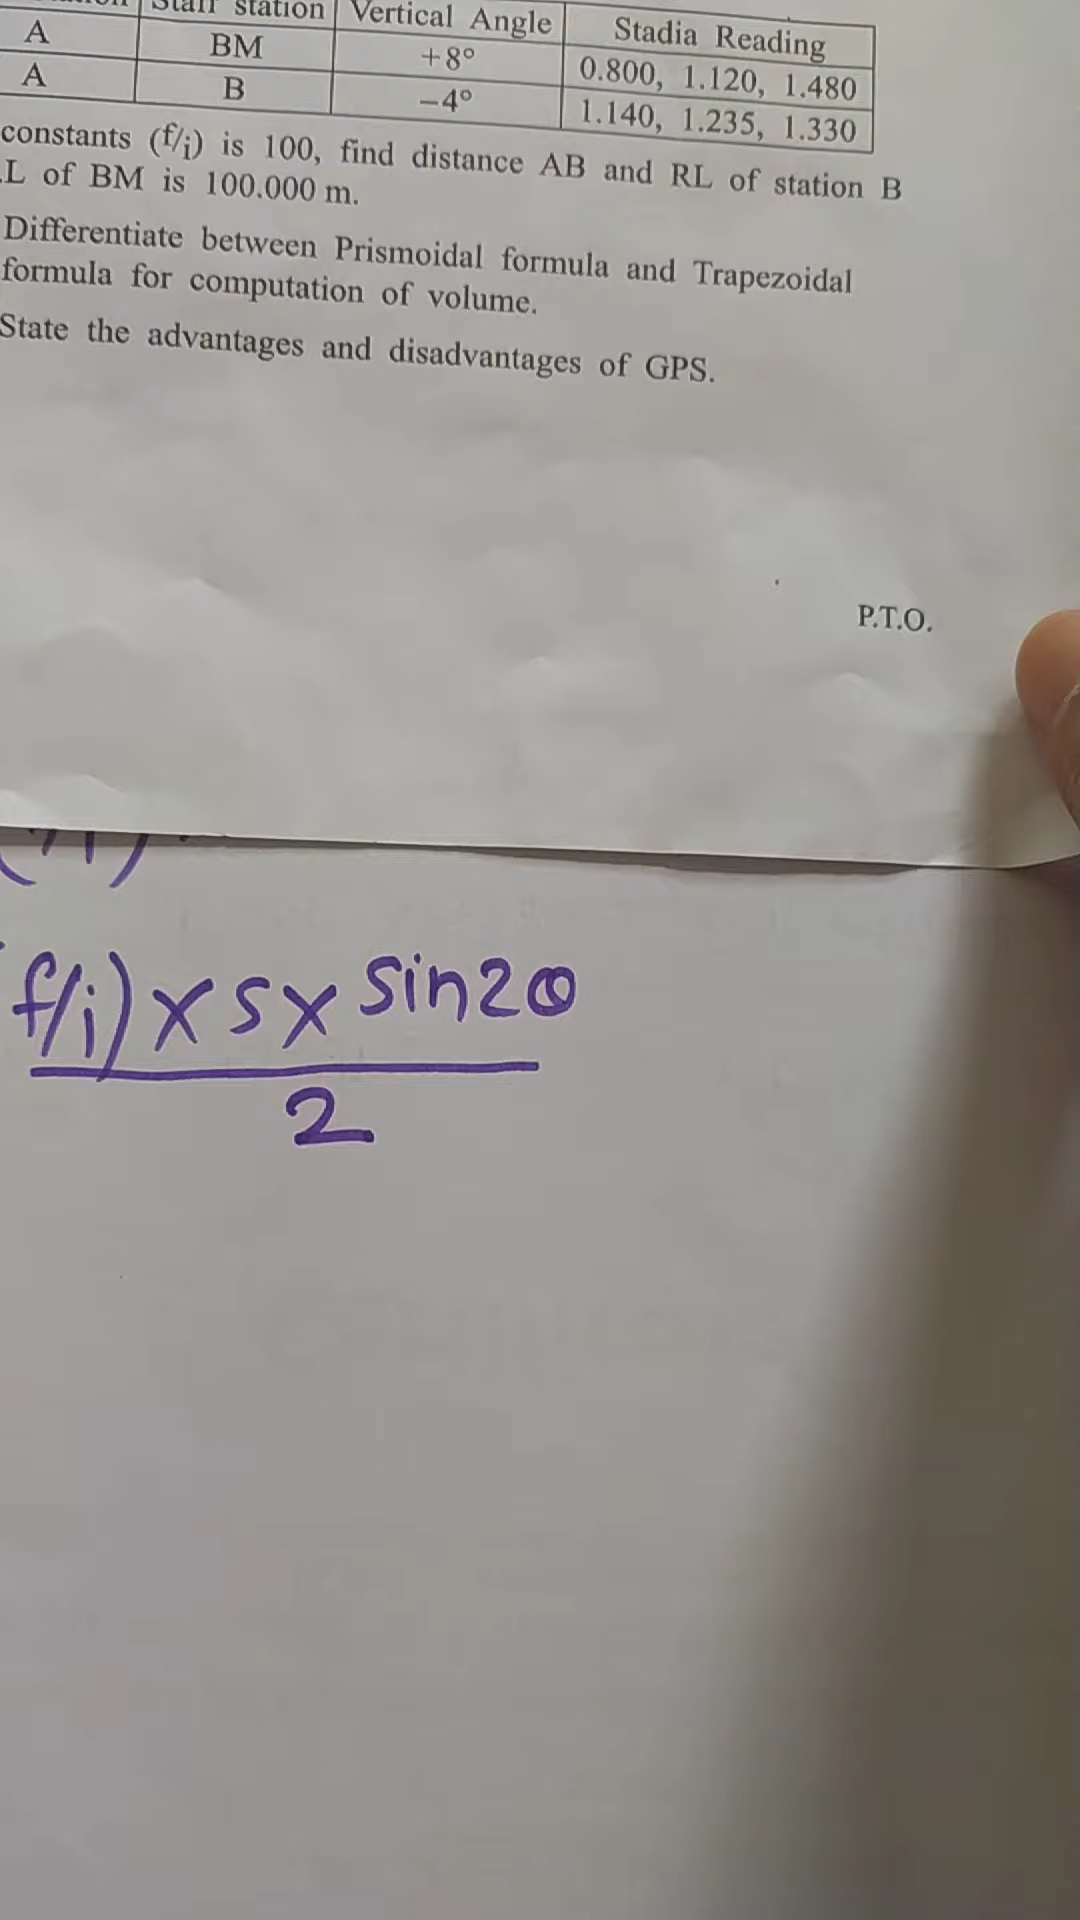 station Vertical Angle Stadia Reading
A BM +8° 0.800, 1.120, 1.480
A B −4° 1.140, 1.235, 1.330
constants (f/i) is 100, find distance AB and RL of station B
L of BM is 100.000 m.
Differentiate between Prismoidal formula and Trapezoidal
formula for computation of volume.
State the advantages and disadvantages of GPS.
P.T.O.
f/i) x s x sin2θ
2